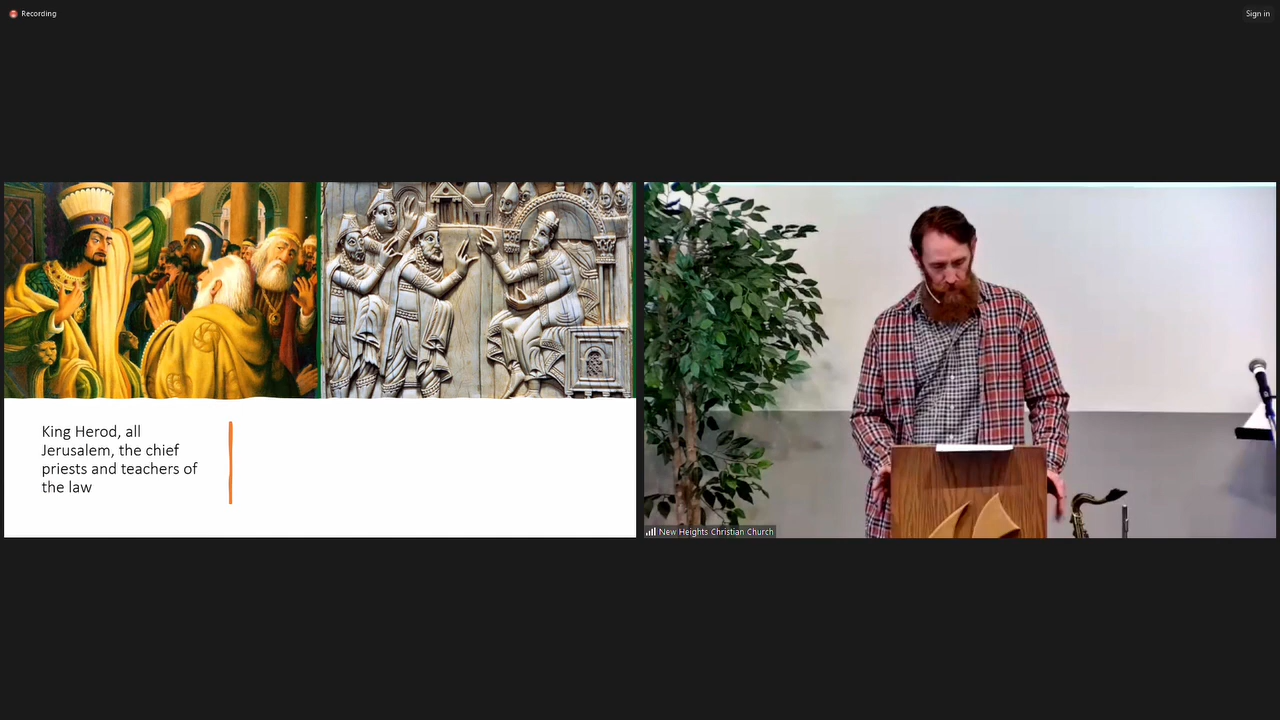 Recording
Sign in
King Herod, all
Jerusalem, the chief
priests and teachers of
the law
New Heights Christian Church